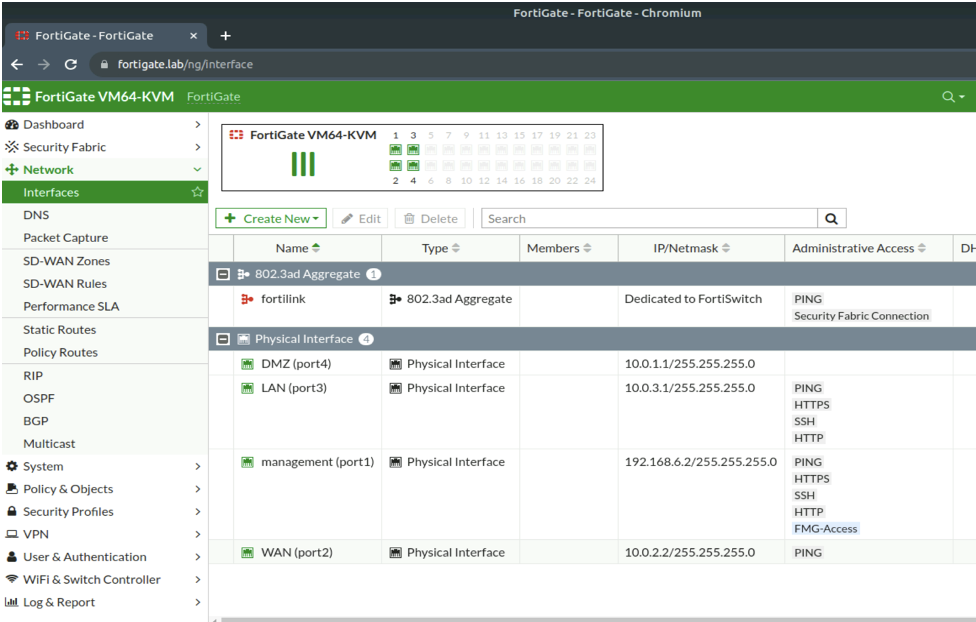 FortiGate - FortiGate - Chromium
FortiGate - FortiGate × +
fortigate.lab/ng/interface
FortiGate VM64-KVM FortiGate
Dashboard
Security Fabric
Network
Interfaces
DNS
Packet Capture
SD-WAN Zones
SD-WAN Rules
Performance SLA
Static Routes
Policy Routes
RIP
OSPF
BGP
Multicast
System
Policy & Objects
Security Profiles
VPN
User & Authentication
WiFi & Switch Controller
Log & Report
FortiGate VM64-KVM
1 3 5 7 9 11 13 15 17 19 21 23
2 4 6 8 10 12 14 16 18 20 22 24
+ Create New Edit Delete Search
Name Type Members IP/Netmask Administrative Access DH
802.3ad Aggregate 1
fortilink 802.3ad Aggregate Dedicated to FortiSwitch PING
Security Fabric Connection
Physical Interface 4
DMZ (port4) Physical Interface 10.0.1.1/255.255.255.0
LAN (port3) Physical Interface 10.0.3.1/255.255.255.0 PING
HTTPS
SSH
HTTP
management (port1) Physical Interface 192.168.6.2/255.255.255.0 PING
HTTPS
SSH
HTTP
FMG-Access
WAN (port2) Physical Interface 10.0.2.2/255.255.255.0 PING